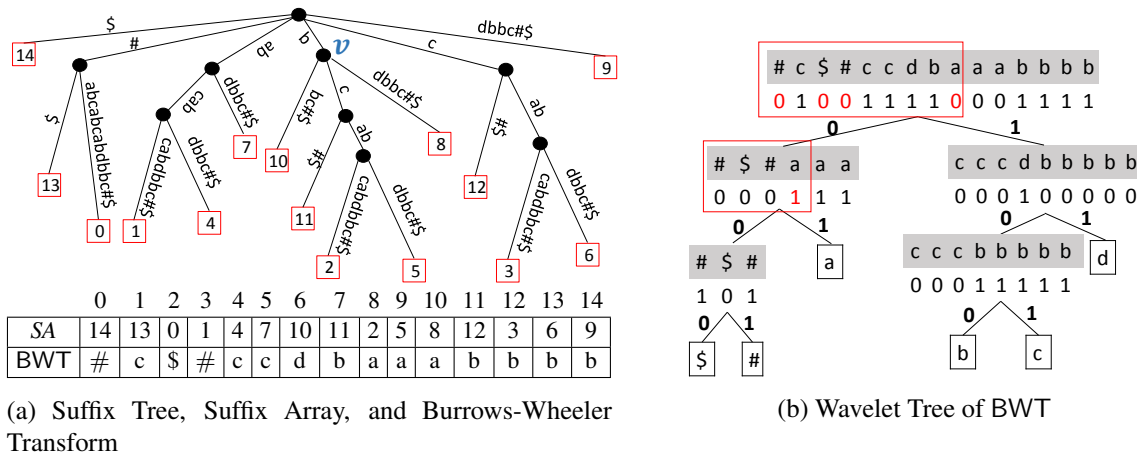 $
#
ab
b
v
c
dbbc#$
14
9
$
abcabcabdbbc#$
cab
dbbc#$
bc#$
c
dbbc#$
#$
ab
7
10
8
13
cabdbbc#$
dbbc#$
#$
ab
12
cabdbbc#$
dbbc#$
0
1
4
11
cabdbbc#$
dbbc#$
2
5
3
6
0 1 2 3 4 5 6 7 8 9 10 11 12 13 14
SA 14 13 0 1 4 7 10 11 2 5 8 12 3 6 9
BWT # c $ # c c d b a a a b b b b
(a) Suffix Tree, Suffix Array, and Burrows-Wheeler
Transform
# c $ # c c d b a a a b b b b
0 1 0 0 1 1 1 1 0 0 0 1 1 1 1
0 1
# $ # a a a
0 0 0 1 1 1
c c c d b b b b b
0 0 0 1 0 0 0 0 0
0 1
0 1
# $ #
1 0 1
a
c c c b b b b b
0 0 0 1 1 1 1 1
d
0 1
0 1
$
#
b
c
(b) Wavelet Tree of BWT